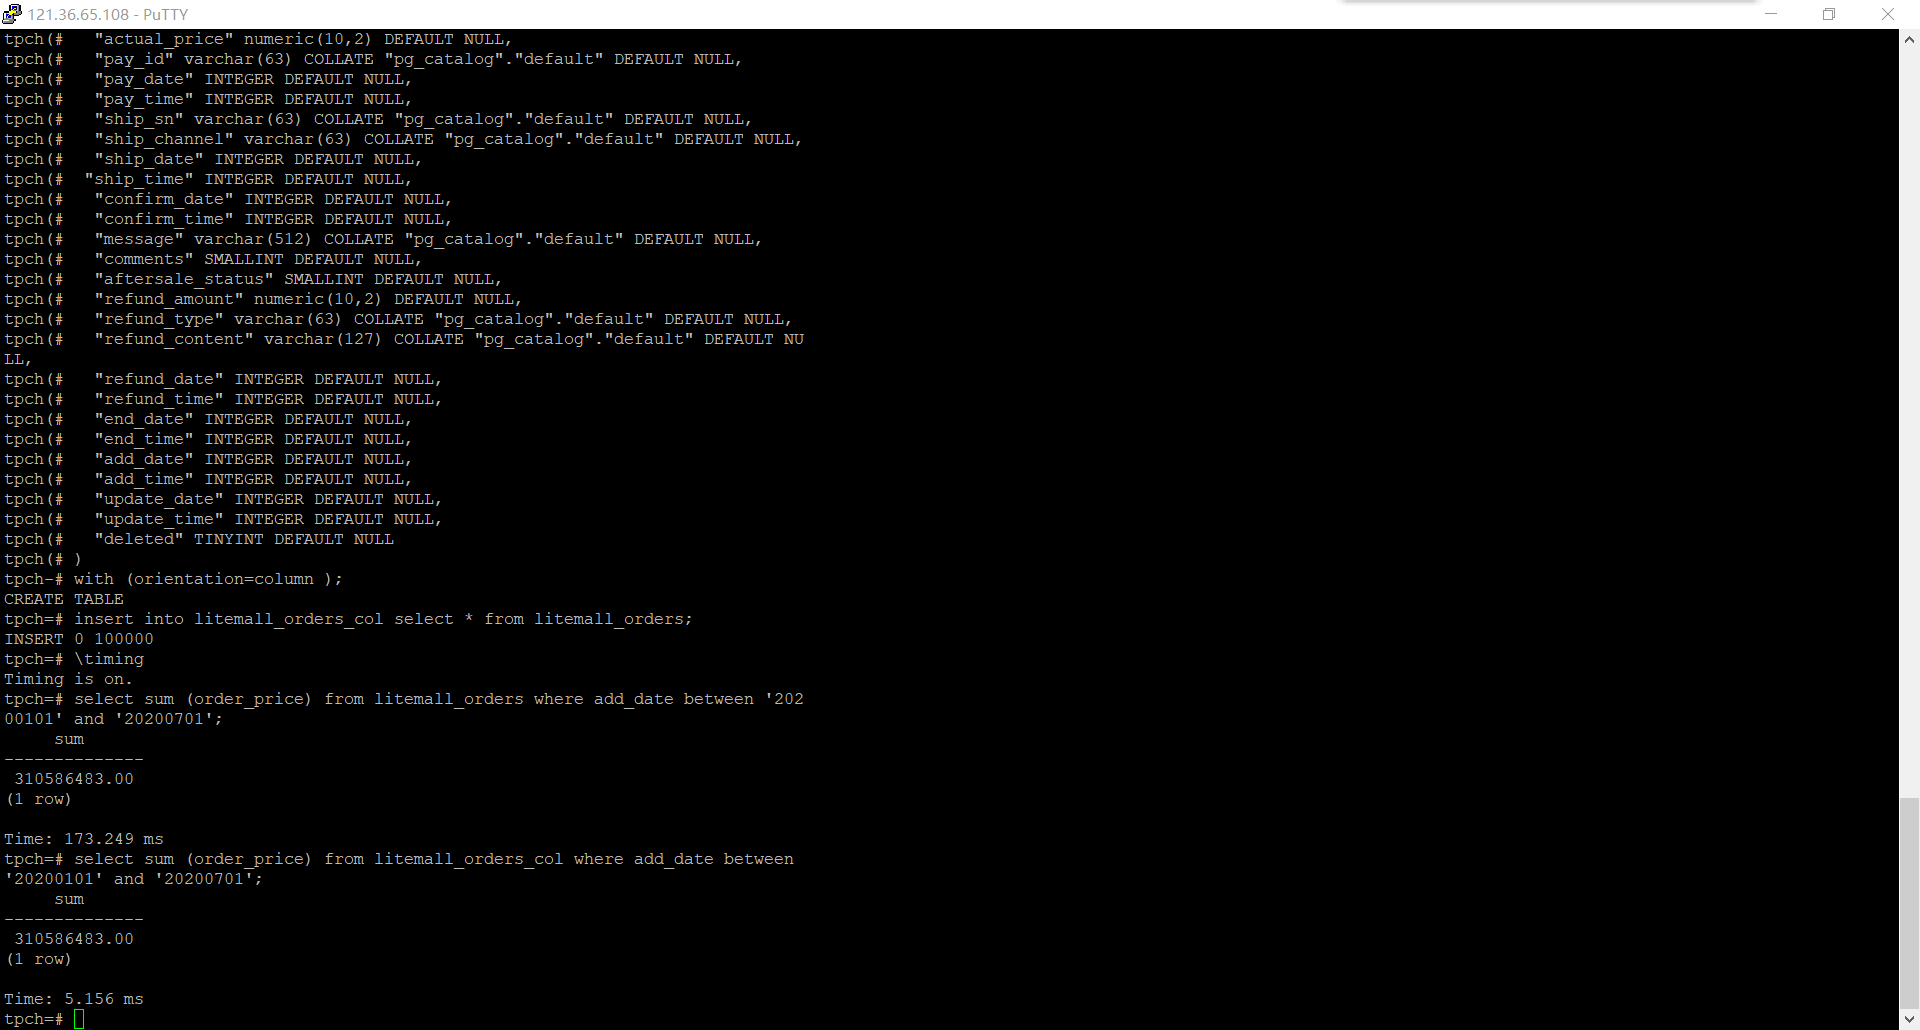 121.36.65.108 - PuTTY
tpch(#   "actual_price" numeric(10,2) DEFAULT NULL,
tpch(#   "pay_id" varchar(63) COLLATE "pg_catalog"."default" DEFAULT NULL,
tpch(#   "pay_date" INTEGER DEFAULT NULL,
tpch(#   "pay_time" INTEGER DEFAULT NULL,
tpch(#   "ship_sn" varchar(63) COLLATE "pg_catalog"."default" DEFAULT NULL,
tpch(#   "ship_channel" varchar(63) COLLATE "pg_catalog"."default" DEFAULT NULL,
tpch(#   "ship_date" INTEGER DEFAULT NULL,
tpch(#  "ship_time" INTEGER DEFAULT NULL,
tpch(#   "confirm_date" INTEGER DEFAULT NULL,
tpch(#   "confirm_time" INTEGER DEFAULT NULL,
tpch(#   "message" varchar(512) COLLATE "pg_catalog"."default" DEFAULT NULL,
tpch(#   "comments" SMALLINT DEFAULT NULL,
tpch(#   "aftersale_status" SMALLINT DEFAULT NULL,
tpch(#   "refund_amount" numeric(10,2) DEFAULT NULL,
tpch(#   "refund_type" varchar(63) COLLATE "pg_catalog"."default" DEFAULT NULL,
tpch(#   "refund_content" varchar(127) COLLATE "pg_catalog"."default" DEFAULT NU
LL,
tpch(#   "refund_date" INTEGER DEFAULT NULL,
tpch(#   "refund_time" INTEGER DEFAULT NULL,
tpch(#   "end_date" INTEGER DEFAULT NULL,
tpch(#   "end_time" INTEGER DEFAULT NULL,
tpch(#   "add_date" INTEGER DEFAULT NULL,
tpch(#   "add_time" INTEGER DEFAULT NULL,
tpch(#   "update_date" INTEGER DEFAULT NULL,
tpch(#   "update_time" INTEGER DEFAULT NULL,
tpch(#   "deleted" TINYINT DEFAULT NULL
tpch(# )
tpch-# with (orientation=column );
CREATE TABLE
tpch=# insert into litemall_orders_col select * from litemall_orders;
INSERT 0 100000
tpch=# \timing
Timing is on.
tpch=# select sum (order_price) from litemall_orders where add_date between '202
00101' and '20200701';
     sum
--------------
 310586483.00
(1 row)

Time: 173.249 ms
tpch=# select sum (order_price) from litemall_orders_col where add_date between
'20200101' and '20200701';
     sum
--------------
 310586483.00
(1 row)

Time: 5.156 ms
tpch=#